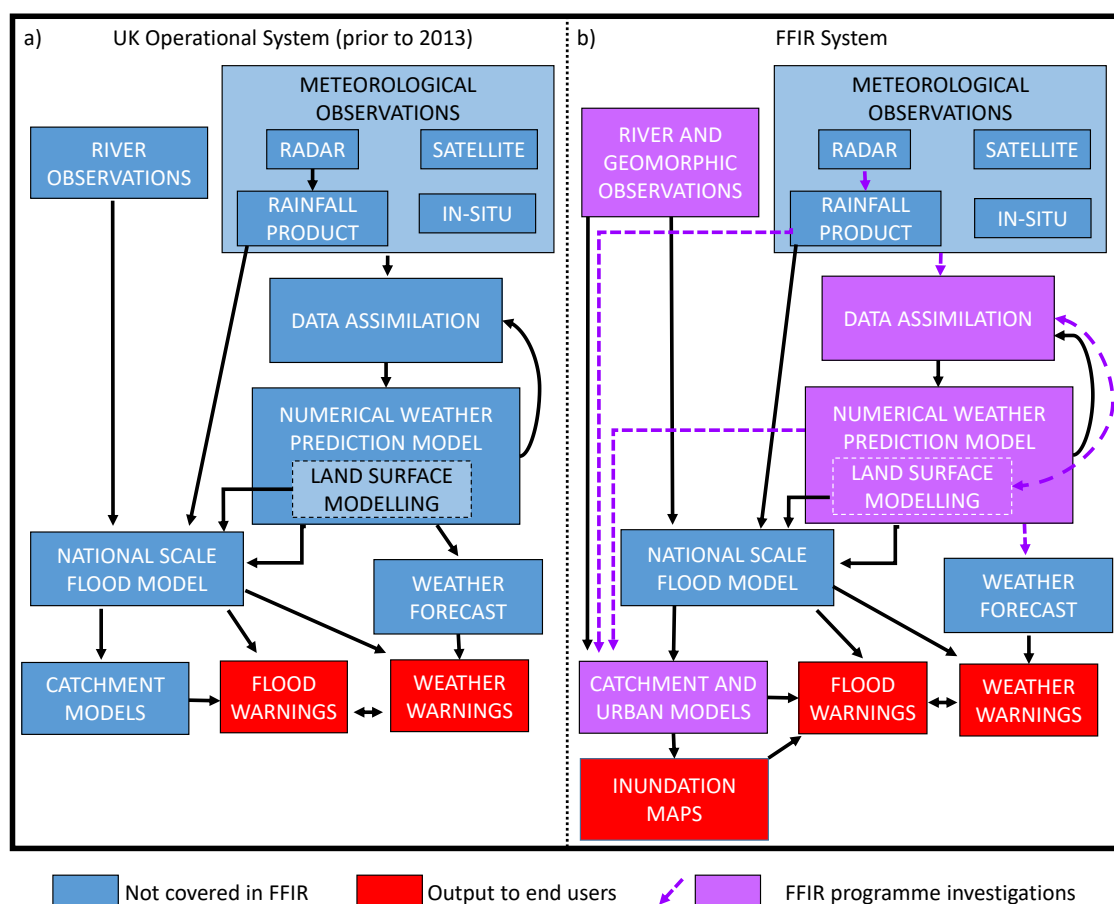 a)
UK Operational System (prior to 2013)
METEOROLOGICAL
OBSERVATIONS
RIVER
OBSERVATIONS
RADAR
SATELLITE
RAINFALL
PRODUCT
IN-SITU
DATA ASSIMILATION
NUMERICAL WEATHER
PREDICTION MODEL
LAND SURFACE
MODELLING
NATIONAL SCALE
FLOOD MODEL
WEATHER
FORECAST
CATCHMENT
MODELS
FLOOD
WARNINGS
WEATHER
WARNINGS
b)
FFIR System
METEOROLOGICAL
OBSERVATIONS
RIVER AND
GEOMORPHIC
OBSERVATIONS
RADAR
SATELLITE
RAINFALL
PRODUCT
IN-SITU
DATA ASSIMILATION
NUMERICAL WEATHER
PREDICTION MODEL
LAND SURFACE
MODELLING
NATIONAL SCALE
FLOOD MODEL
WEATHER
FORECAST
CATCHMENT AND
URBAN MODELS
FLOOD
WARNINGS
WEATHER
WARNINGS
INUNDATION
MAPS
Not covered in FFIR
Output to end users
FFIR programme investigations